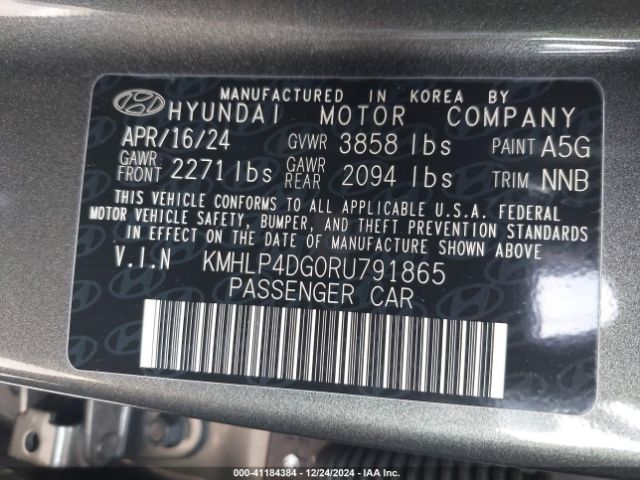 MANUFACTURED IN KOREA BY
HYUNDAI MOTOR COMPANY
APR/16/24 GVWR 3858 lbs PAINT A5G
GAWR FRONT 2271 lbs GAWR REAR 2094 lbs TRIM NNB
THIS VEHICLE CONFORMS TO ALL APPLICABLE U.S.A. FEDERAL
MOTOR VEHICLE SAFETY, BUMPER, AND THEFT PREVENTION STANDARDS
IN EFFECT ON THE DATE OF MANUFACTURE SHOWN ABOVE
V.I.N KMHLP4DG0RU791865
PASSENGER CAR
000-41184384 - 12/24/2024 - IAA Inc.